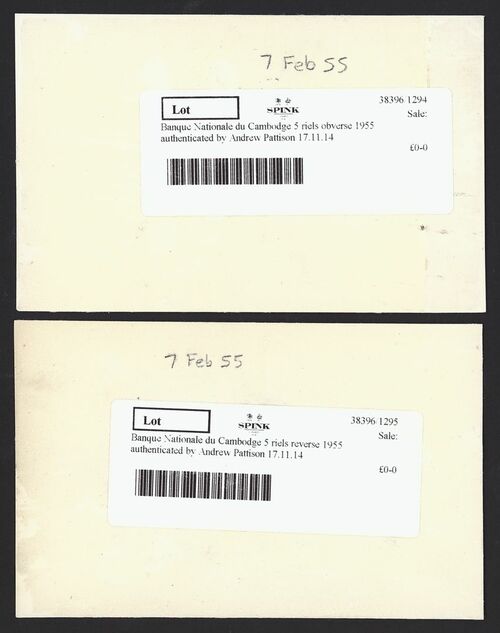 7 Feb 55
Lot
SPINK
38396 1294
Sale:
Banque Nationale du Cambodge 5 riels obverse 1955
authenticated by Andrew Pattison 17.11.14
£0-0
7 Feb 55
Lot
SPINK
38396 1295
Sale:
Banque Nationale du Cambodge 5 riels reverse 1955
authenticated by Andrew Pattison 17.11.14
£0-0